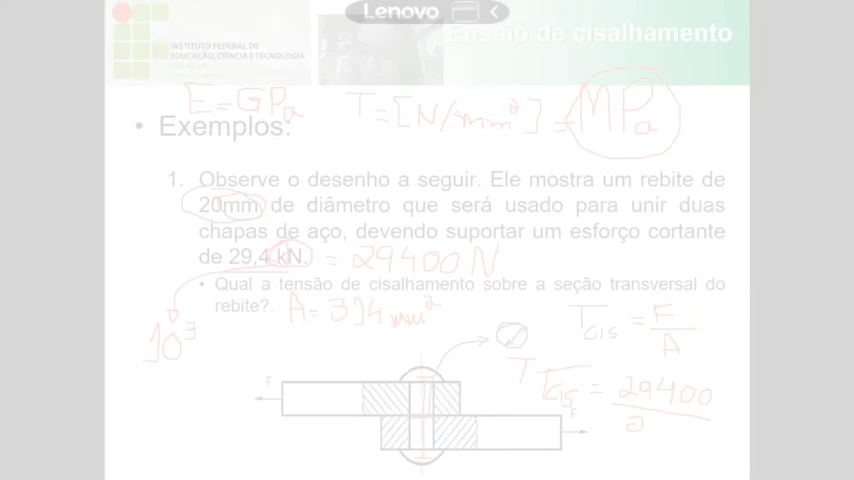 Lenovo
Ensaio de cisalhamento
INSTITUTO FEDERAL DE
EDUCAÇÃO, CIÊNCIA E TECNOLOGIA
E = GPa T = [N/mm²] = MPa
• Exemplos:
1. Observe o desenho a seguir. Ele mostra um rebite de
20mm de diâmetro que será usado para unir duas
chapas de aço, devendo suportar um esforço cortante
de 29,4 kN. = 29400 N
• Qual a tensão de cisalhamento sobre a seção transversal do
rebite?. A = 314 mm²
10³
T cis = F/A
F
T
T cis = 29400
F